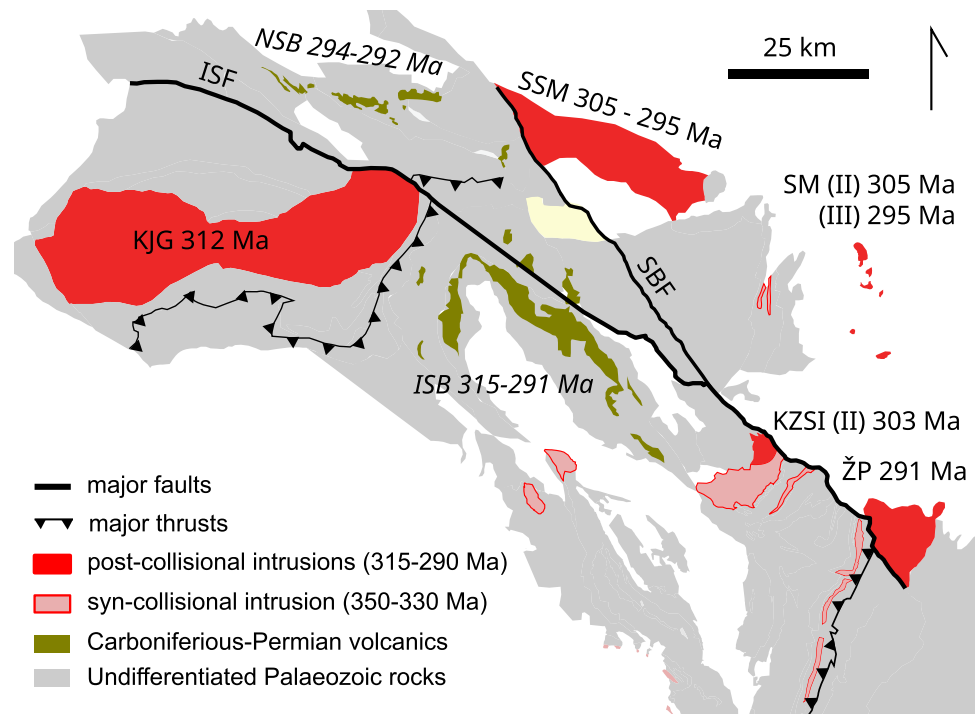 NSB 294-292 Ma
25 km
ISF
SSM 305 - 295 Ma
SM (II) 305 Ma
(III) 295 Ma
KJG 312 Ma
SBF
ISB 315-291 Ma
KZSI (II) 303 Ma
ŽP 291 Ma
major faults
major thrusts
post-collisional intrusions (315-290 Ma)
syn-collisional intrusion (350-330 Ma)
Carboniferious-Permian volcanics
Undifferentiated Palaeozoic rocks